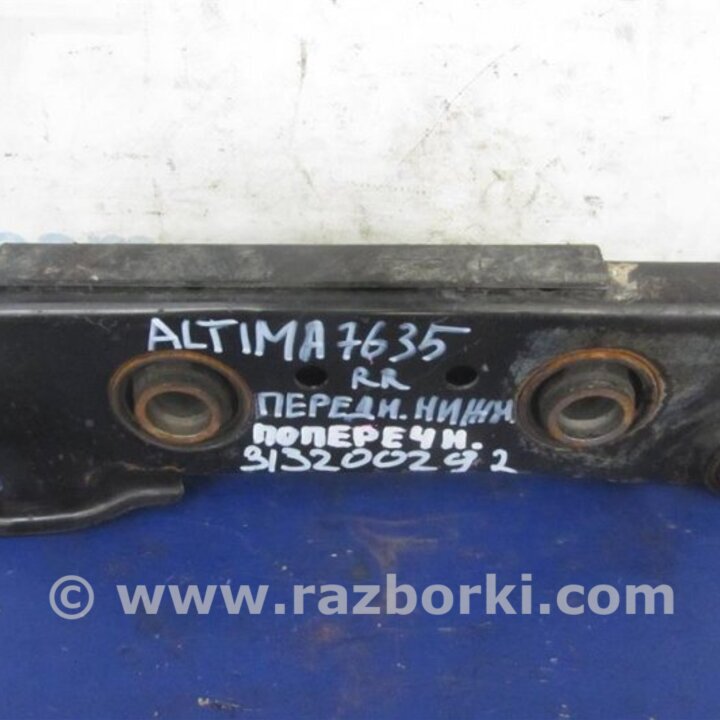 ALTIMA 7635
RR
ПЕРЕДН. НИЖН
ПОПЕРЕЧН.
313200292
© www.razborki.com